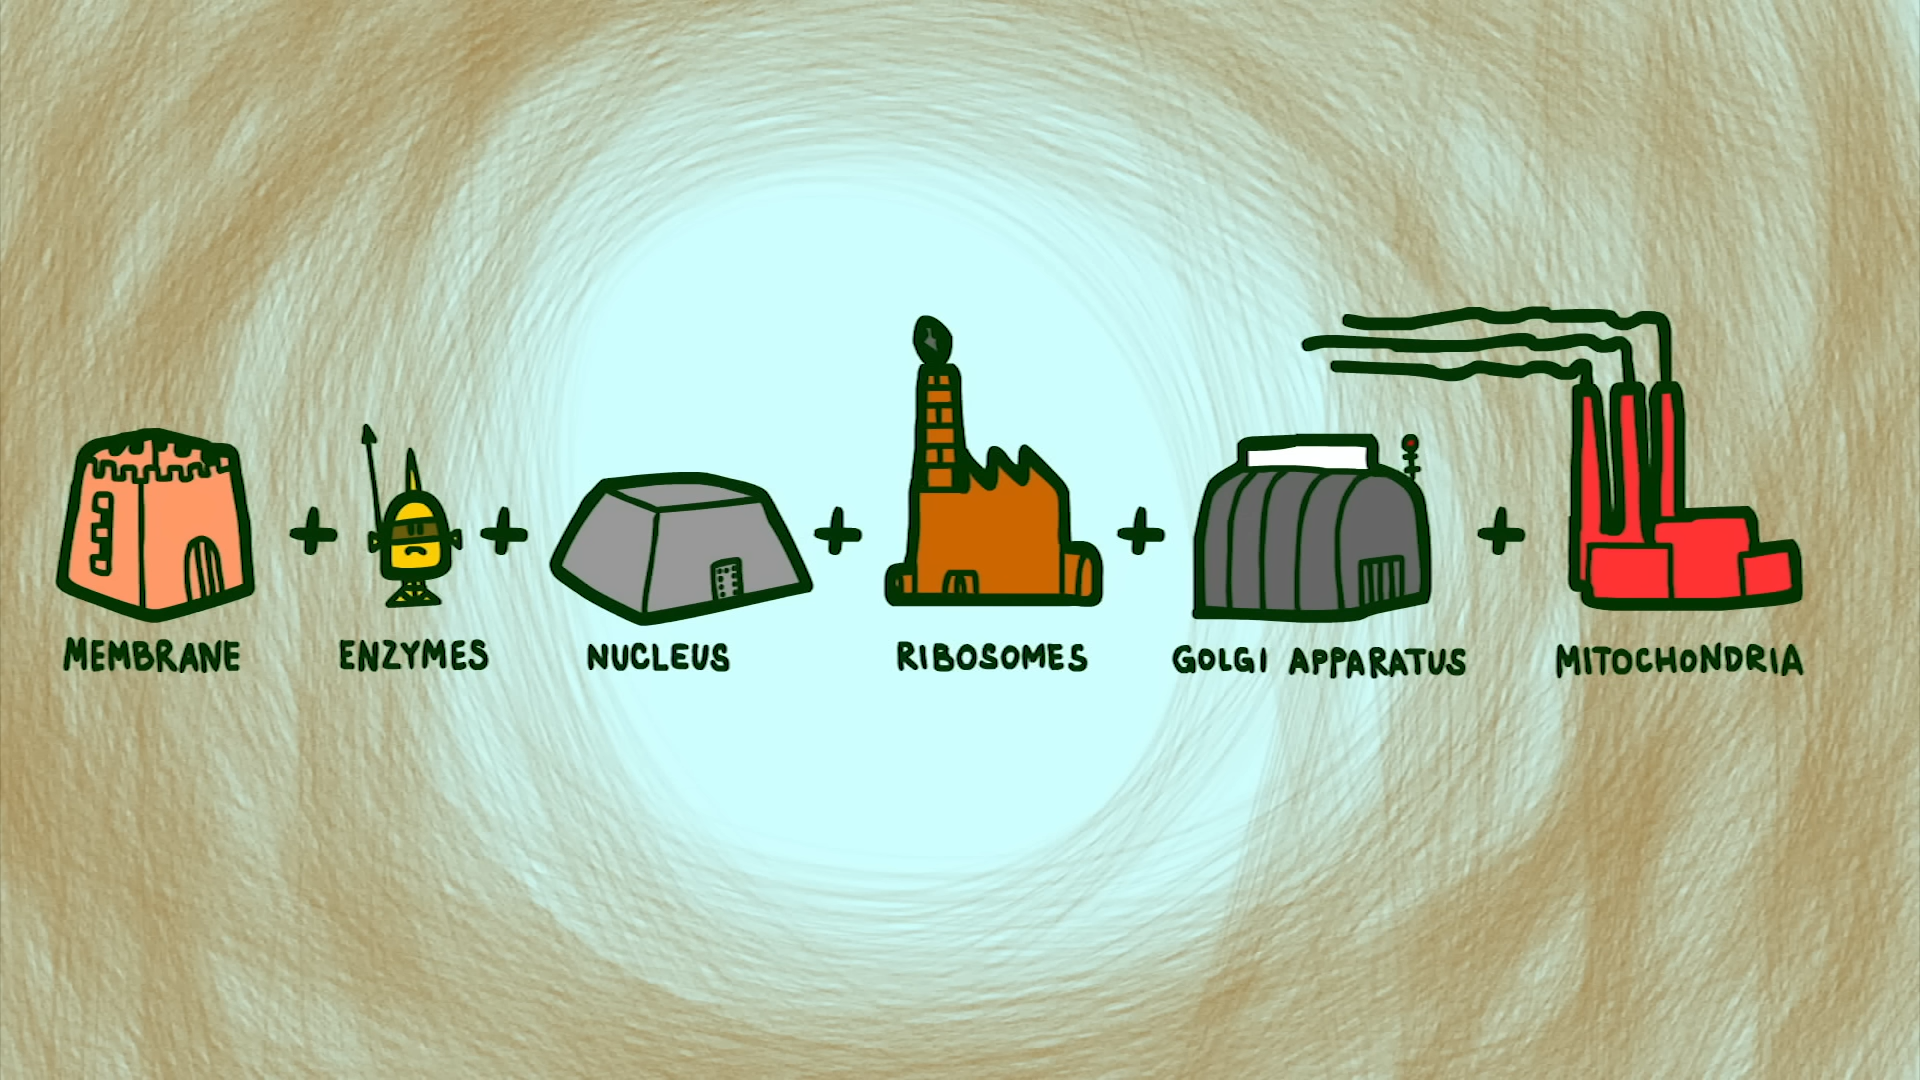 MEMBRANE + ENZYMES + NUCLEUS + RIBOSOMES + GOLGI APPARATUS + MITOCHONDRIA